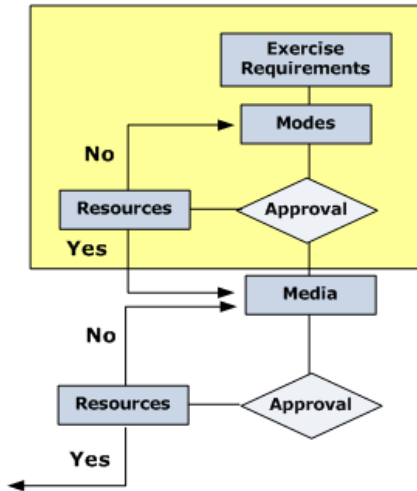 Exercise
Requirements
Modes
No
Resources
Approval
Yes
Media
No
Resources
Approval
Yes